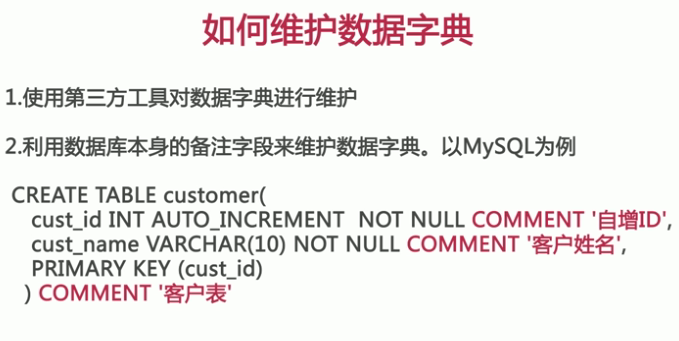 如何维护数据字典
1.使用第三方工具对数据字典进行维护
2.利用数据库本身的备注字段来维护数据字典。以MySQL为例
CREATE TABLE customer(
cust_id INT AUTO_INCREMENT  NOT NULL COMMENT '自增ID',
cust_name VARCHAR(10) NOT NULL COMMENT '客户姓名',
PRIMARY KEY (cust_id)
) COMMENT '客户表'